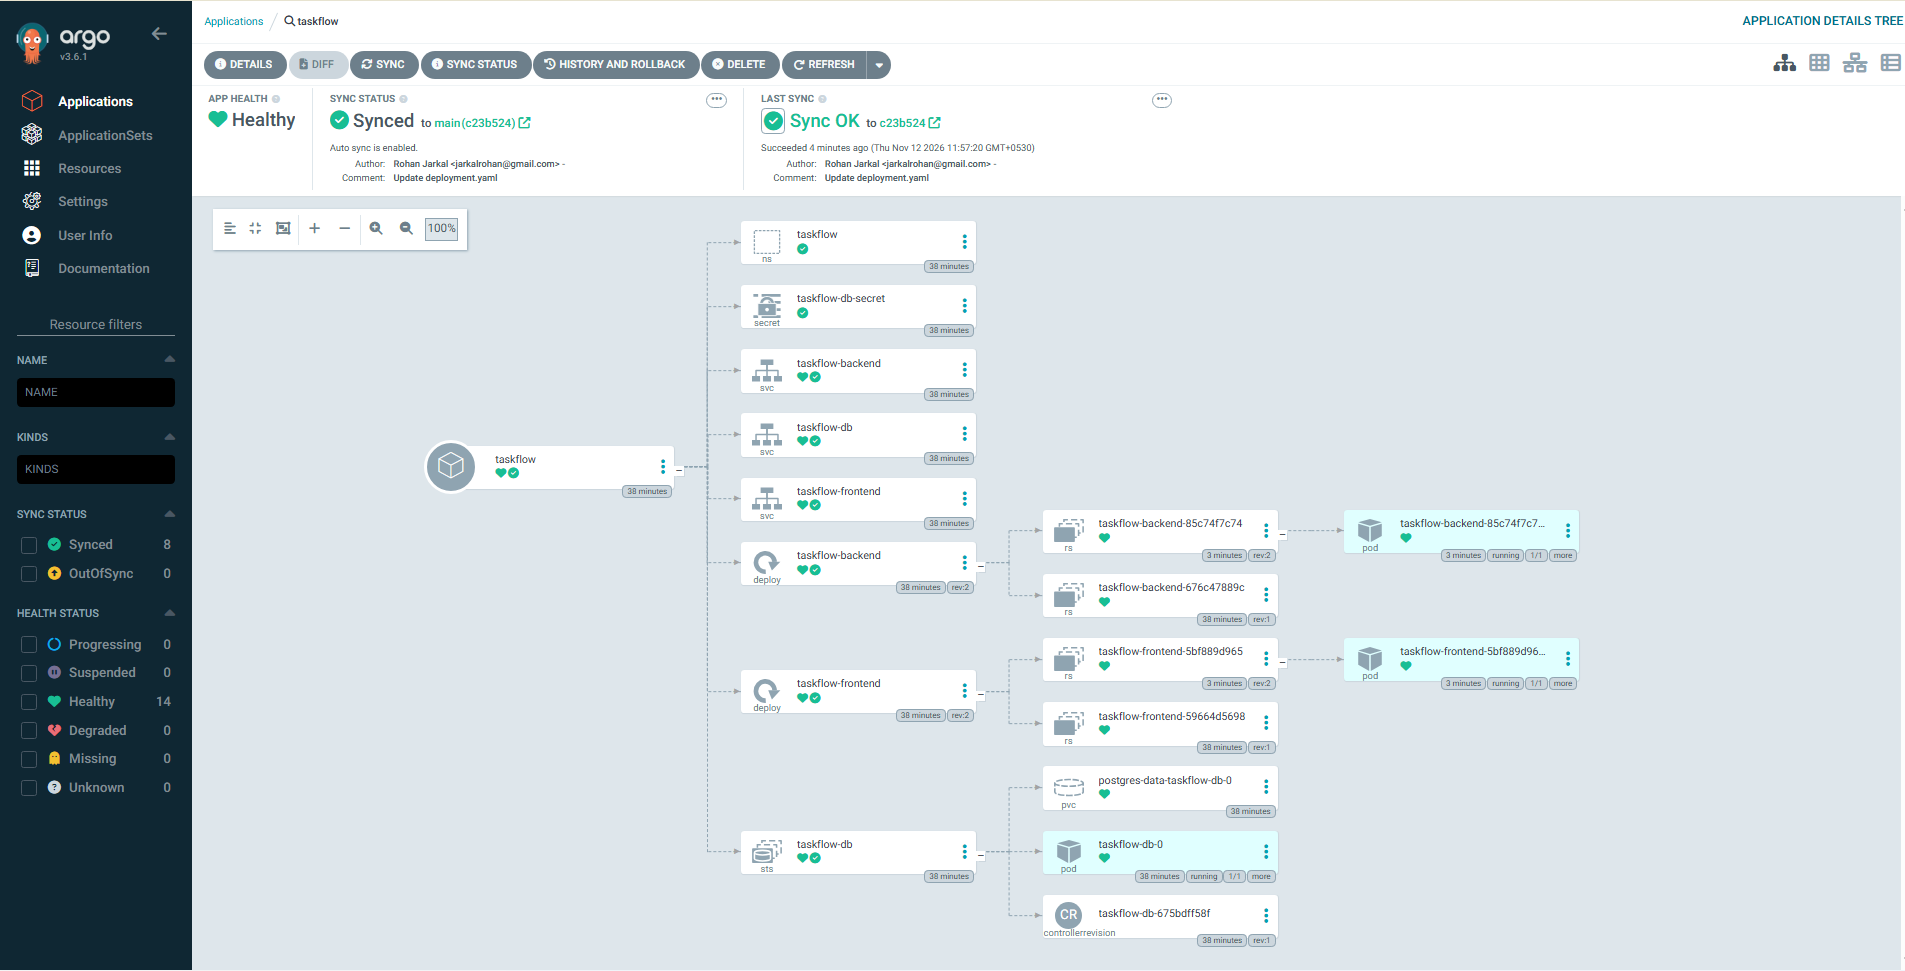 argo
v3.6.1
Applications
ApplicationSets
Resources
Settings
User Info
Documentation
Resource filters
NAME
NAME
KINDS
KINDS
SYNC STATUS
Synced 8
OutOfSync 0
HEALTH STATUS
Progressing 0
Suspended 0
Healthy 14
Degraded 0
Missing 0
Unknown 0
Applications / taskflow
APPLICATION DETAILS TREE
DETAILS DIFF SYNC SYNC STATUS HISTORY AND ROLLBACK DELETE REFRESH
APP HEALTH
Healthy
SYNC STATUS
Synced to main (c23b524)
Auto sync is enabled.
Author: Rohan Jarkal <jarkalrohan@gmail.com> -
Comment: Update deployment.yaml
LAST SYNC
Sync OK to c23b524
Succeeded 4 minutes ago (Thu Nov 12 2026 11:57:20 GMT+0530)
Author: Rohan Jarkal <jarkalrohan@gmail.com> -
Comment: Update deployment.yaml
100%
taskflow
38 minutes
taskflow
ns
38 minutes
taskflow-db-secret
secret
38 minutes
taskflow-backend
svc
38 minutes
taskflow-db
svc
38 minutes
taskflow-frontend
svc
38 minutes
taskflow-backend
deploy
38 minutes rev:2
taskflow-frontend
deploy
38 minutes rev:2
taskflow-db
sts
38 minutes
taskflow-backend-85c74f7c74
rs
3 minutes rev:2
taskflow-backend-676c47889c
rs
38 minutes rev:1
taskflow-frontend-5bf889d965
rs
3 minutes rev:2
taskflow-frontend-59664d5698
rs
38 minutes rev:1
postgres-data-taskflow-db-0
pvc
38 minutes
taskflow-db-0
pod
38 minutes running 1/1 more
CR
taskflow-db-675bdff58f
controllerrevision
38 minutes rev:1
taskflow-backend-85c74f7c7...
pod
3 minutes running 1/1 more
taskflow-frontend-5bf889d96...
pod
3 minutes running 1/1 more